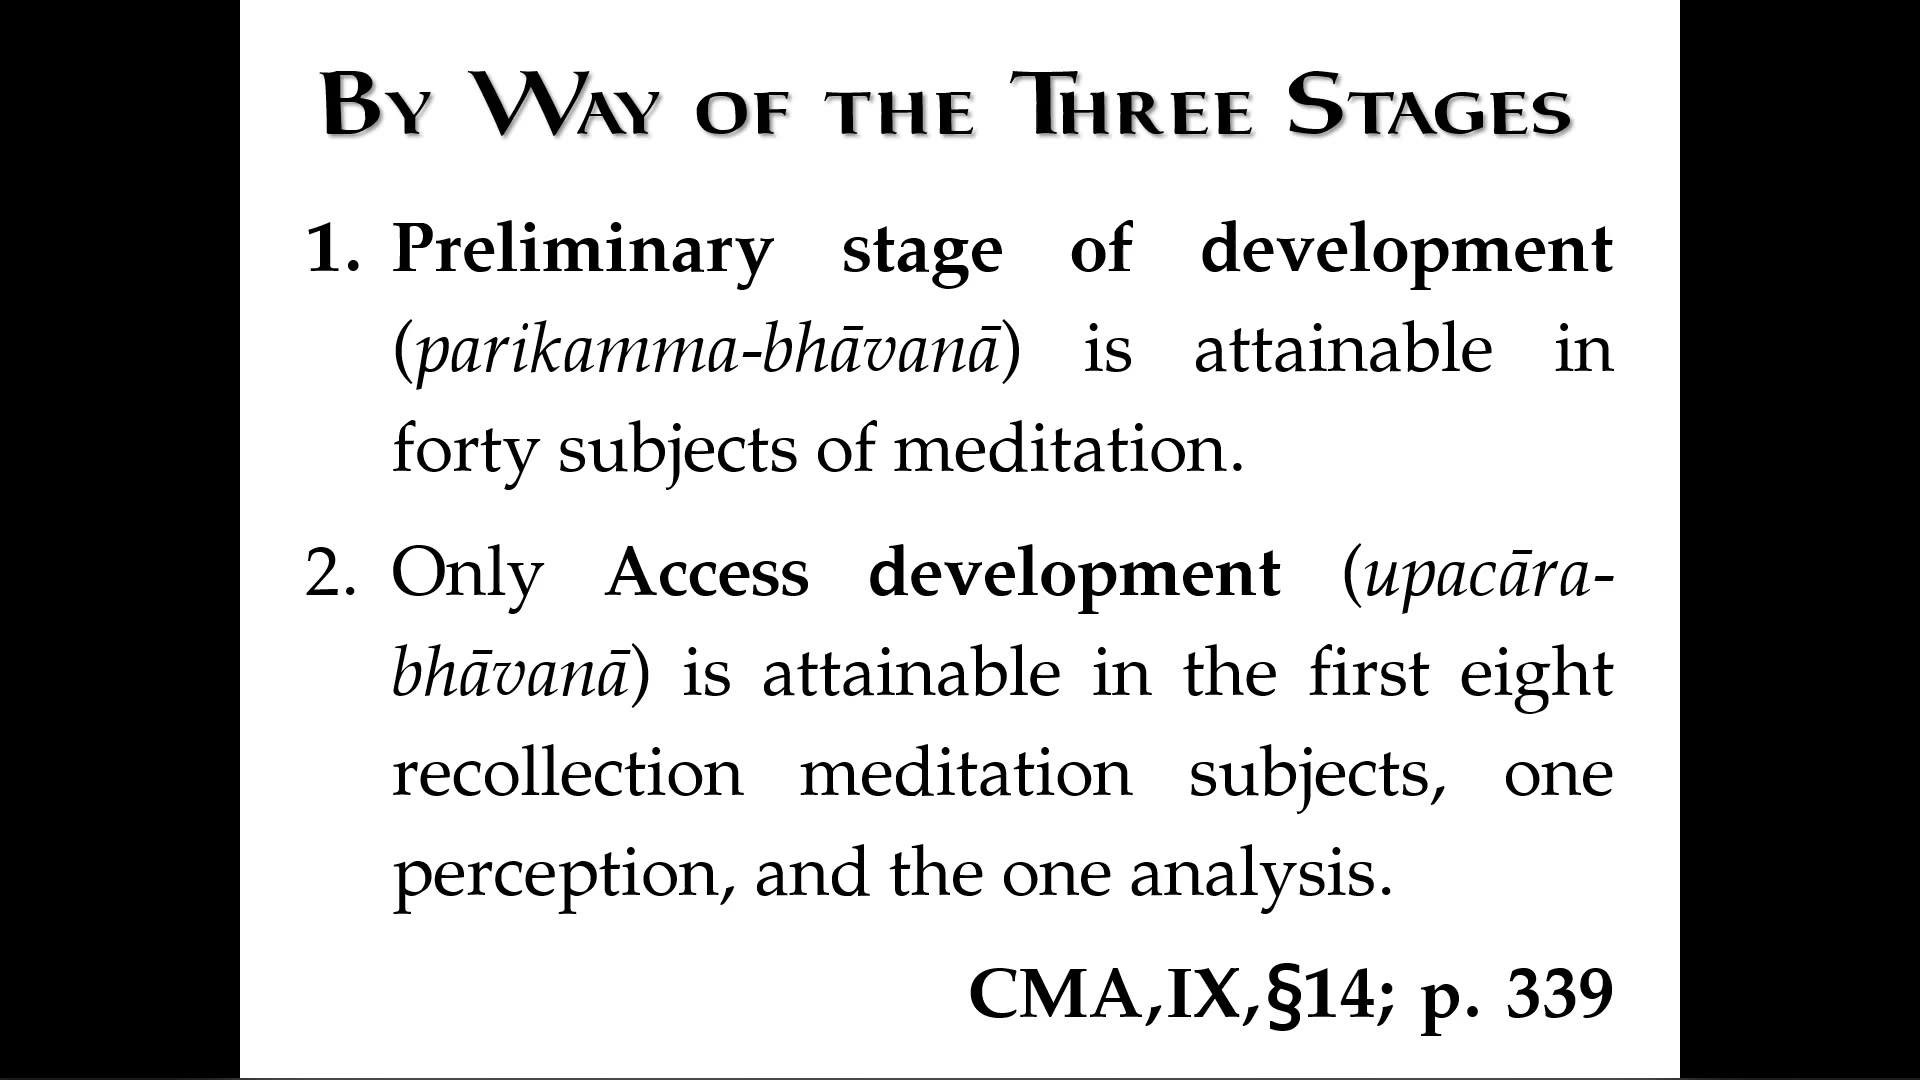 By Way of the Three Stages
1. Preliminary stage of development
(parikamma-bhāvanā) is attainable in
forty subjects of meditation.
2. Only Access development (upacāra-
bhāvanā) is attainable in the first eight
recollection meditation subjects, one
perception, and the one analysis.
CMA,IX,§14; p. 339